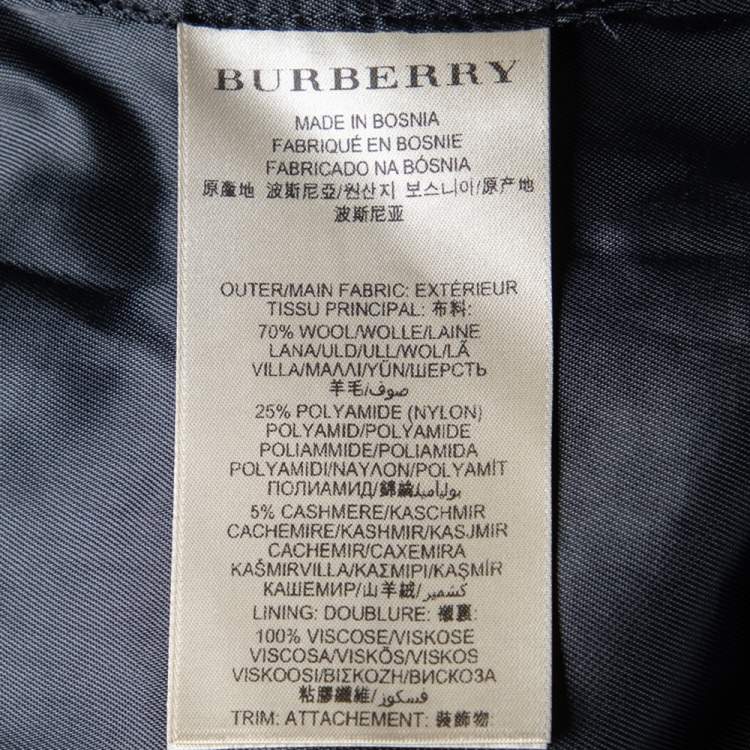 BURBERRY
MADE IN BOSNIA
FABRIQUÉ EN BOSNIE
FABRICADO NA BÓSNIA
原產地 波斯尼亞/원산지 보스니아/原产地
波斯尼亚
OUTER/MAIN FABRIC: EXTÉRIEUR
TISSU PRINCIPAL: 布料:
70% WOOL/WOLLE/LAINE
LANA/ULD/ULL/WOL/LÃ
VILLA/ΜΑΛΛΙ/YÜN/ШЕРСТЬ
羊毛/صوف
25% POLYAMIDE (NYLON)
POLYAMID/POLYAMIDE
POLIAMMIDE/POLIAMIDA
POLYAMIDI/ΝΑΥΛΟΝ/POLYAMİT
ПОЛИАМИД/錦綸/بولياميد
5% CASHMERE/KASCHMIR
CACHEMIRE/KASHMIR/KASJMIR
CACHEMIR/CAXEMIRA
KAŠMIRVILLA/ΚΑΣΜΙΡΙ/KAŞMİR
КАШЕМИР/山羊絨/كشمير
LINING: DOUBLURE: 襯裏:
100% VISCOSE/VISKOSE
VISCOSA/VISKÓS/VISKOS
VISKOOSI/ΒΙΣΚΟΖΗ/ВИСКОЗА
粘膠纖維/فسكوز
TRIM: ATTACHEMENT: 裝飾物: